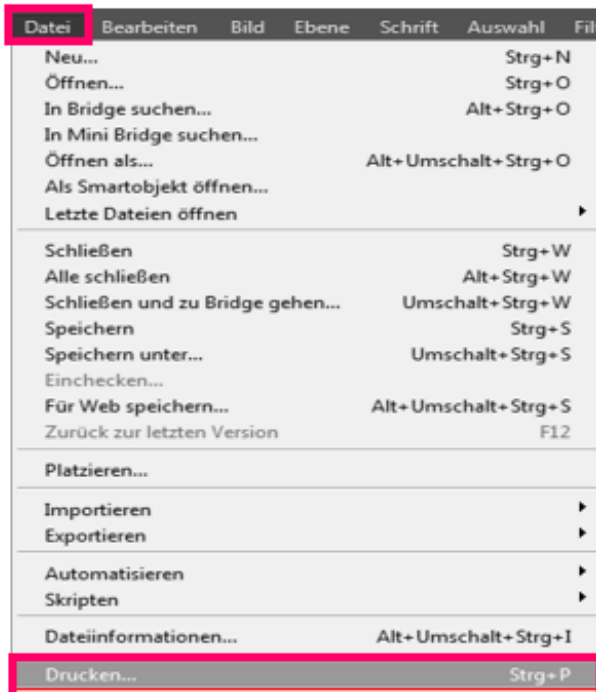 Datei Bearbeiten Bild Ebene Schrift Auswahl
Neu... Strg+N
Öffnen... Strg+O
In Bridge suchen... Alt+Strg+O
In Mini Bridge suchen...
Öffnen als... Alt+Umschalt+Strg+O
Als Smartobjekt öffnen...
Letzte Dateien öffnen
Schließen Strg+W
Alle schließen Alt+Strg+W
Schließen und zu Bridge gehen... Umschalt+Strg+W
Speichern Strg+S
Speichern unter... Umschalt+Strg+S
Einchecken...
Für Web speichern... Alt+Umschalt+Strg+S
Zurück zur letzten Version F12
Platzieren...
Importieren
Exportieren
Automatisieren
Skripten
Dateiinformationen... Alt+Umschalt+Strg+I
Drucken... Strg+P